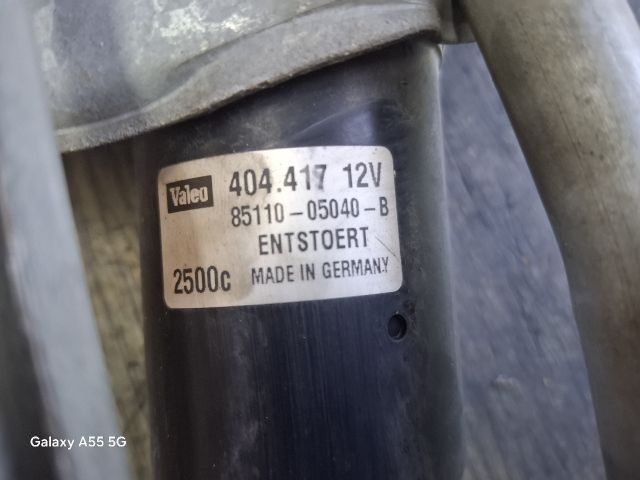 Valeo 404.417 12V
85110-05040-B
ENTSTOERT
2500c MADE IN GERMANY
Galaxy A55 5G